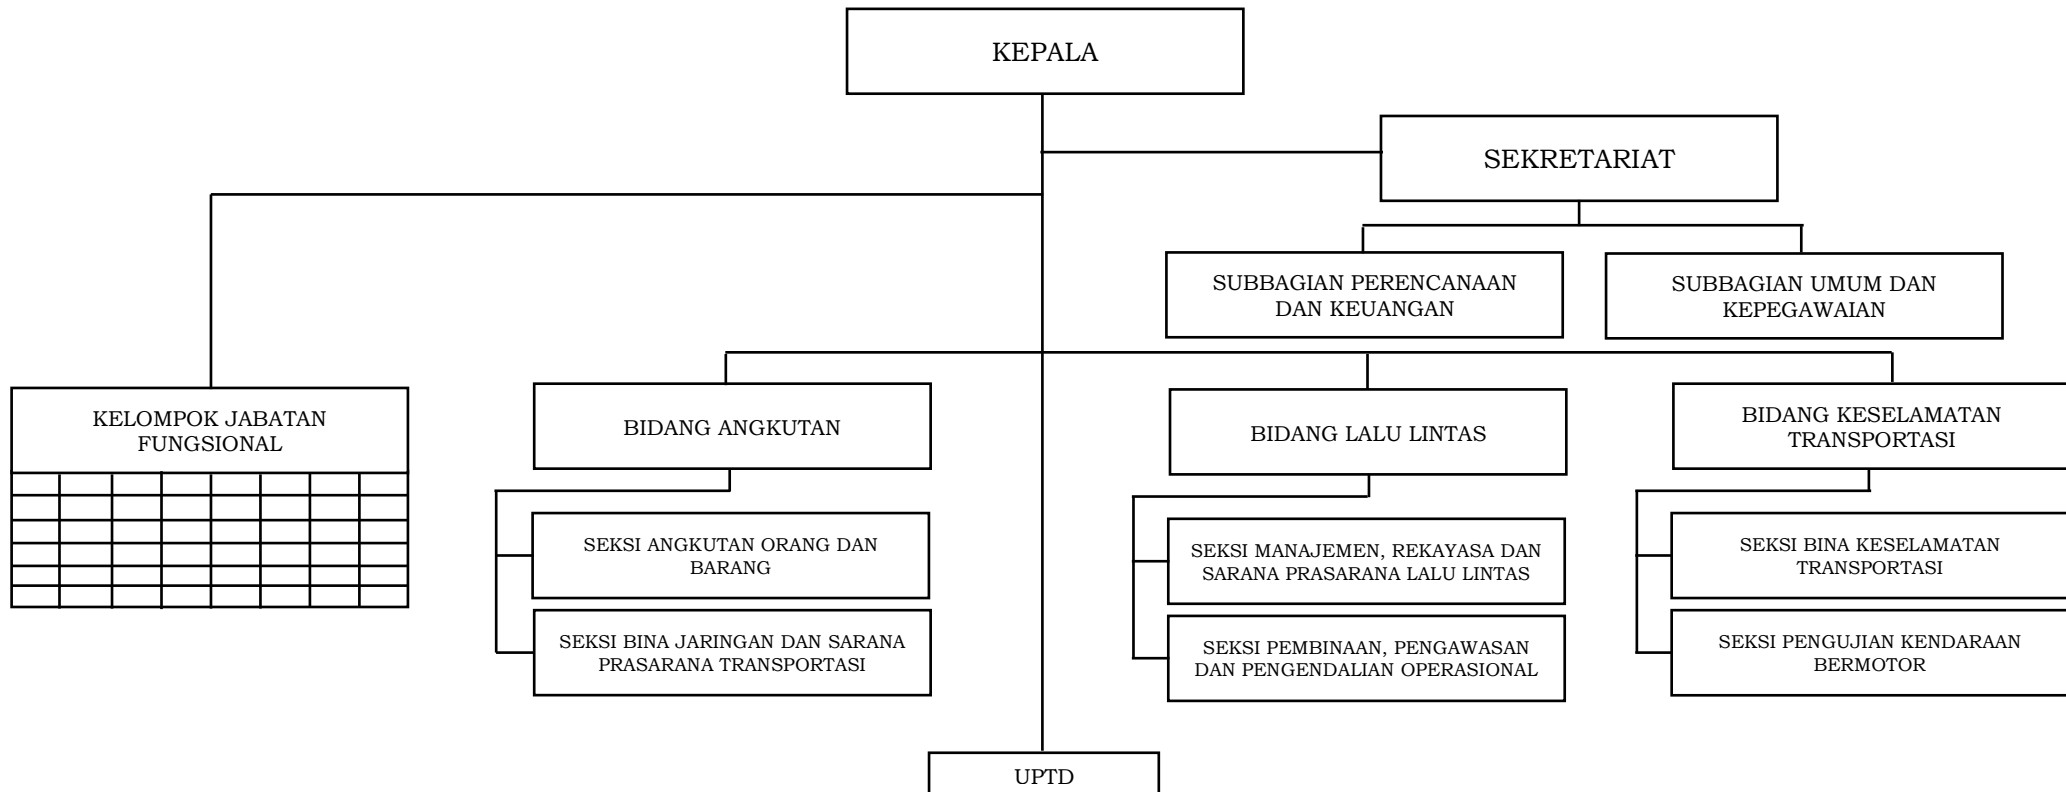 KEPALA
SEKRETARIAT
SUBBAGIAN PERENCANAAN
DAN KEUANGAN
SUBBAGIAN UMUM DAN
KEPEGAWAIAN
KELOMPOK JABATAN
FUNGSIONAL
BIDANG ANGKUTAN
BIDANG LALU LINTAS
BIDANG KESELAMATAN
TRANSPORTASI
SEKSI ANGKUTAN ORANG DAN
BARANG
SEKSI MANAJEMEN, REKAYASA DAN
SARANA PRASARANA LALU LINTAS
SEKSI BINA KESELAMATAN
TRANSPORTASI
SEKSI BINA JARINGAN DAN SARANA
PRASARANA TRANSPORTASI
SEKSI PEMBINAAN, PENGAWASAN
DAN PENGENDALIAN OPERASIONAL
SEKSI PENGUJIAN KENDARAAN
BERMOTOR
UPTD